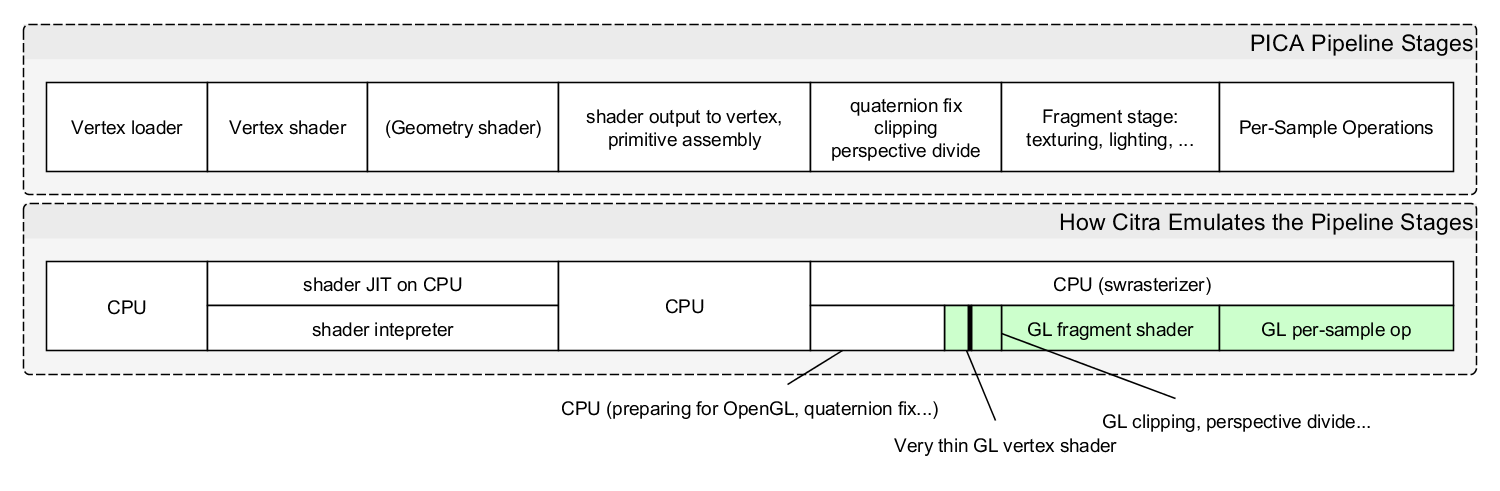 PICA Pipeline Stages
Vertex loader
Vertex shader
(Geometry shader)
shader output to vertex,
primitive assembly
quaternion fix
clipping
perspective divide
Fragment stage:
texturing, lighting, ...
Per-Sample Operations
How Citra Emulates the Pipeline Stages
CPU
shader JIT on CPU
shader intepreter
CPU
CPU (swrasterizer)
GL fragment shader
GL per-sample op
CPU (preparing for OpenGL, quaternion fix...)
Very thin GL vertex shader
GL clipping, perspective divide...